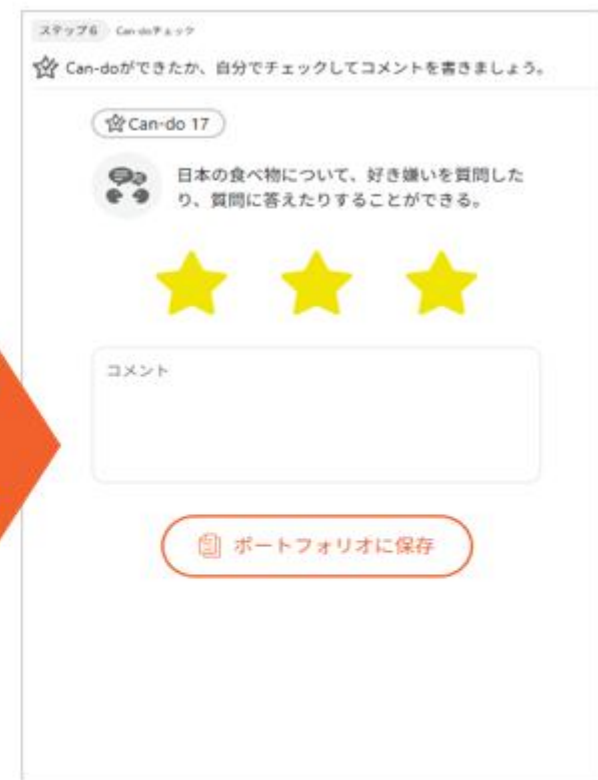 ステップ6 Can-doチェック
Can-doができたか、自分でチェックしてコメントを書きましょう。
Can-do 17
日本の食べ物について、好き嫌いを質問した
り、質問に答えたりすることができる。
コメント
ポートフォリオに保存